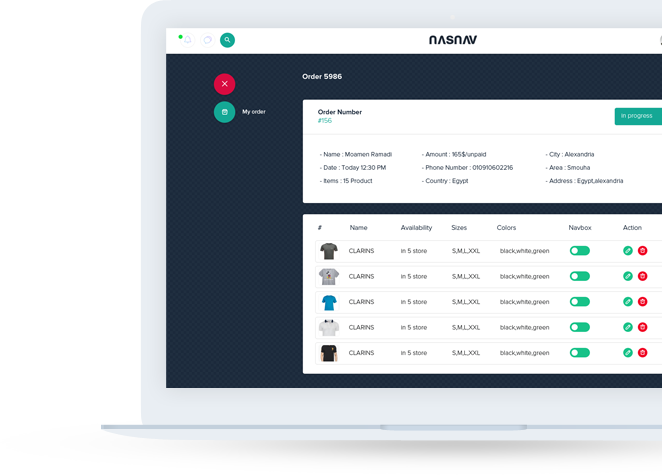 NASNAV
Order 5986
My order
Order Number
#156
in progress
- Name : Moamen Ramadi
- Amount : 165$/unpaid
- City : Alexandria
- Date : Today 12:30 PM
- Phone Number : 010910602216
- Area : Smouha
- Items : 15 Product
- Country : Egypt
- Address : Egypt,alexandria
# Name Availability Sizes Colors Navbox Action
CLARINS in 5 store S,M,L,XXL black,white,green
CLARINS in 5 store S,M,L,XXL black,white,green
CLARINS in 5 store S,M,L,XXL black,white,green
CLARINS in 5 store S,M,L,XXL black,white,green
CLARINS in 5 store S,M,L,XXL black,white,green